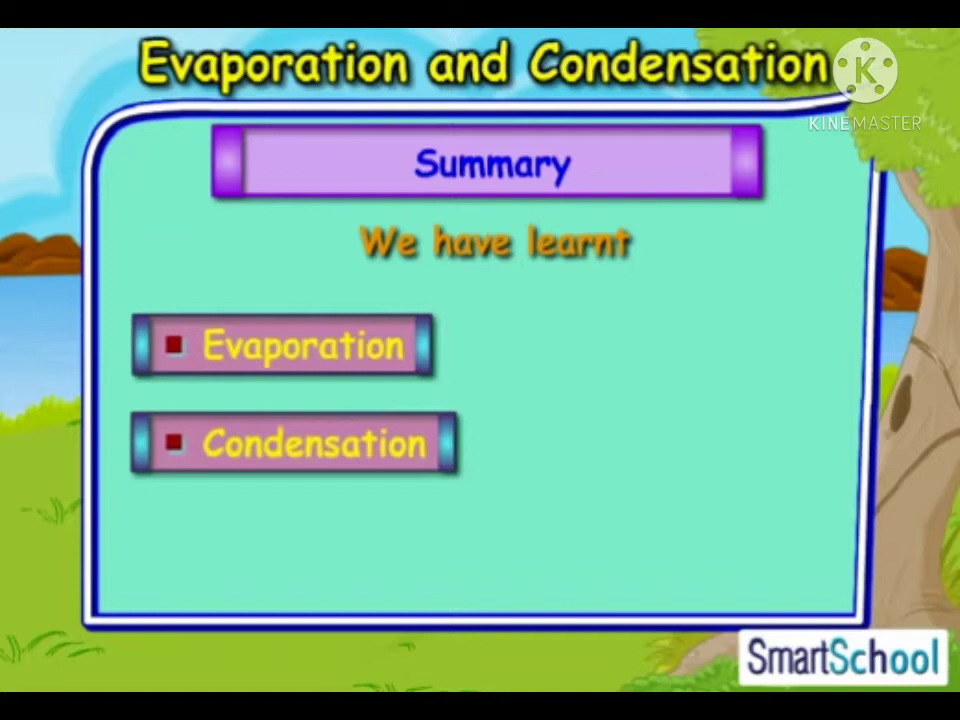 Evaporation and Condensation
KINEMASTER
Summary
We have learnt
Evaporation
Condensation
SmartSchool